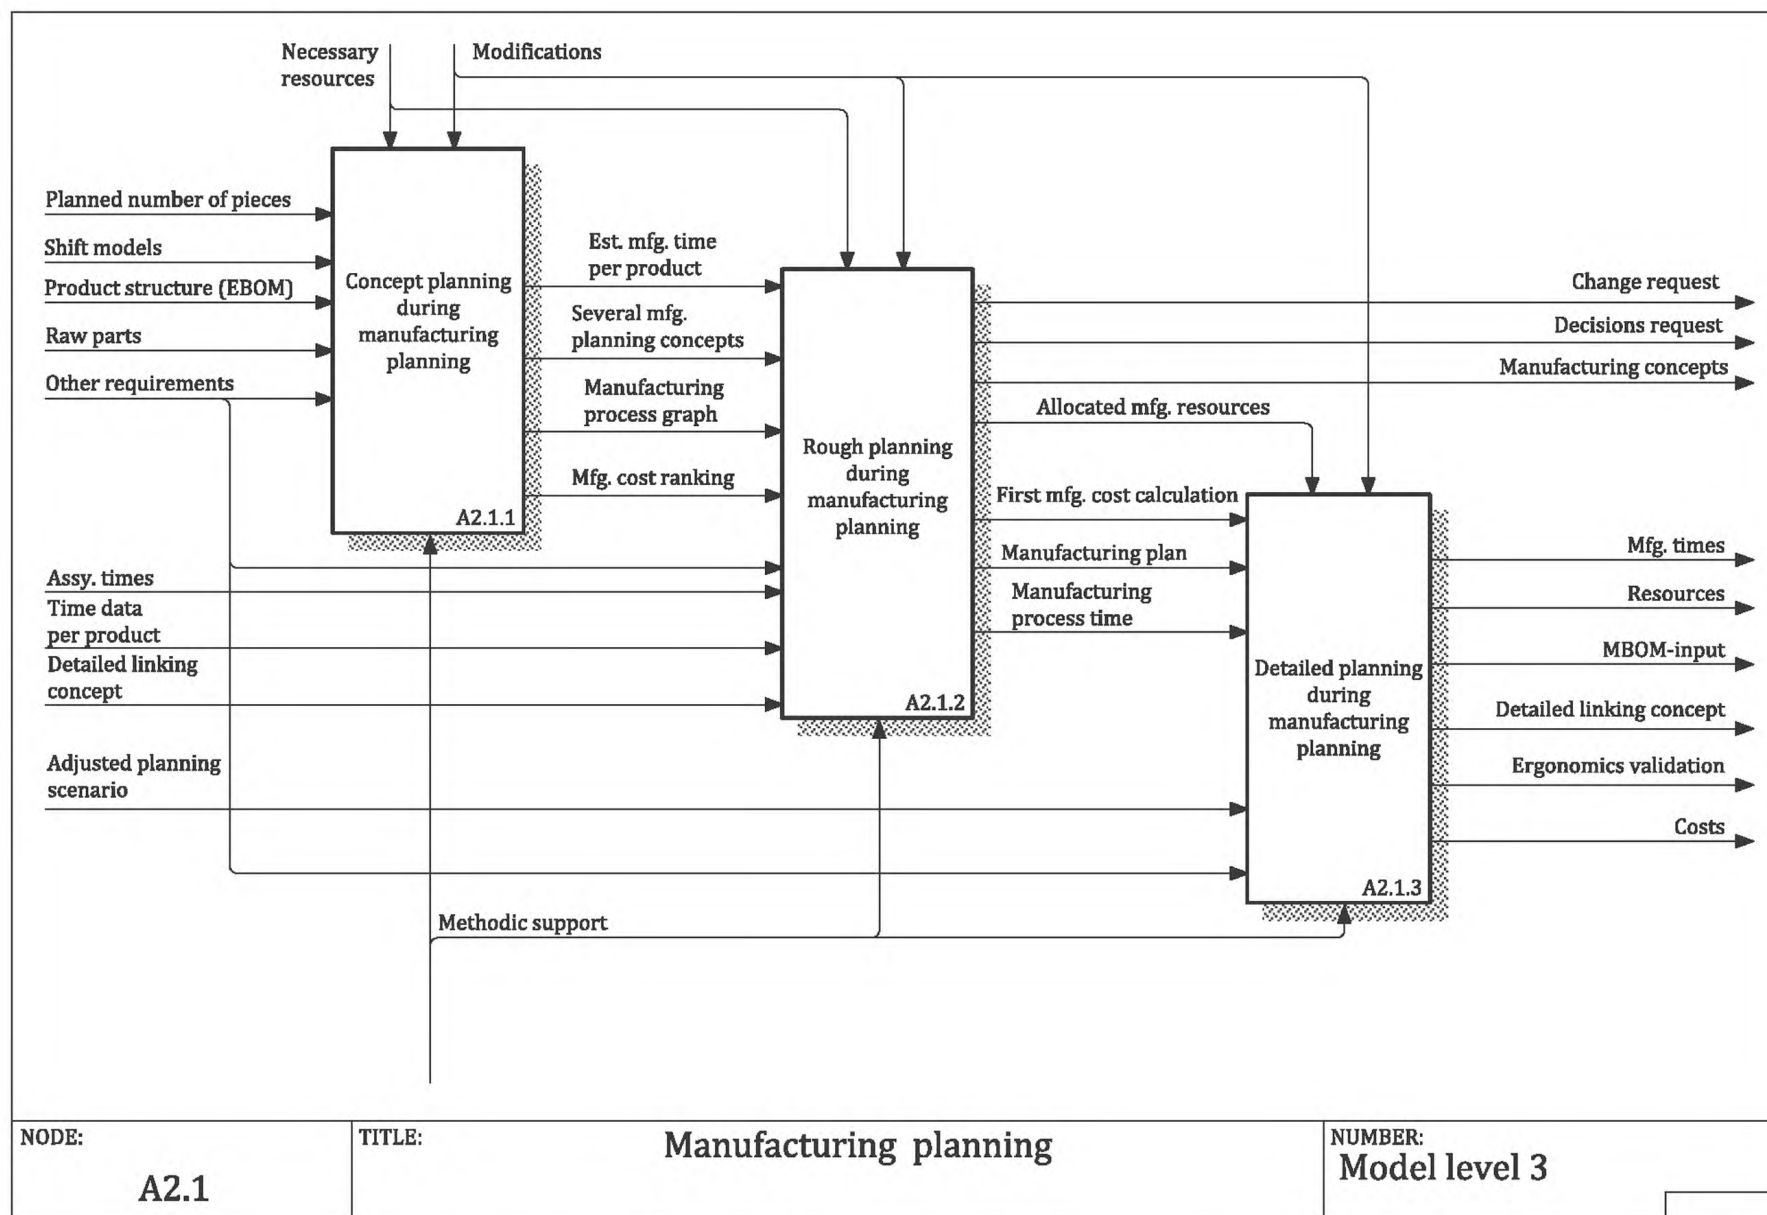 Necessary
resources
Modifications
Planned number of pieces
Shift models
Product structure (EBOM)
Raw parts
Other requirements
Concept planning
during
manufacturing
planning
A2.1.1
Est. mfg. time
per product
Several mfg.
planning concepts
Manufacturing
process graph
Mfg. cost ranking
Assy. times
Time data
per product
Detailed linking
concept
Adjusted planning
scenario
Rough planning
during
manufacturing
planning
A2.1.2
Change request
Decisions request
Manufacturing concepts
Allocated mfg. resources
First mfg. cost calculation
Manufacturing plan
Manufacturing
process time
Detailed planning
during
manufacturing
planning
A2.1.3
Mfg. times
Resources
MBOM-input
Detailed linking concept
Ergonomics validation
Costs
Methodic support
NODE:
A2.1
TITLE:
Manufacturing planning
NUMBER:
Model level 3